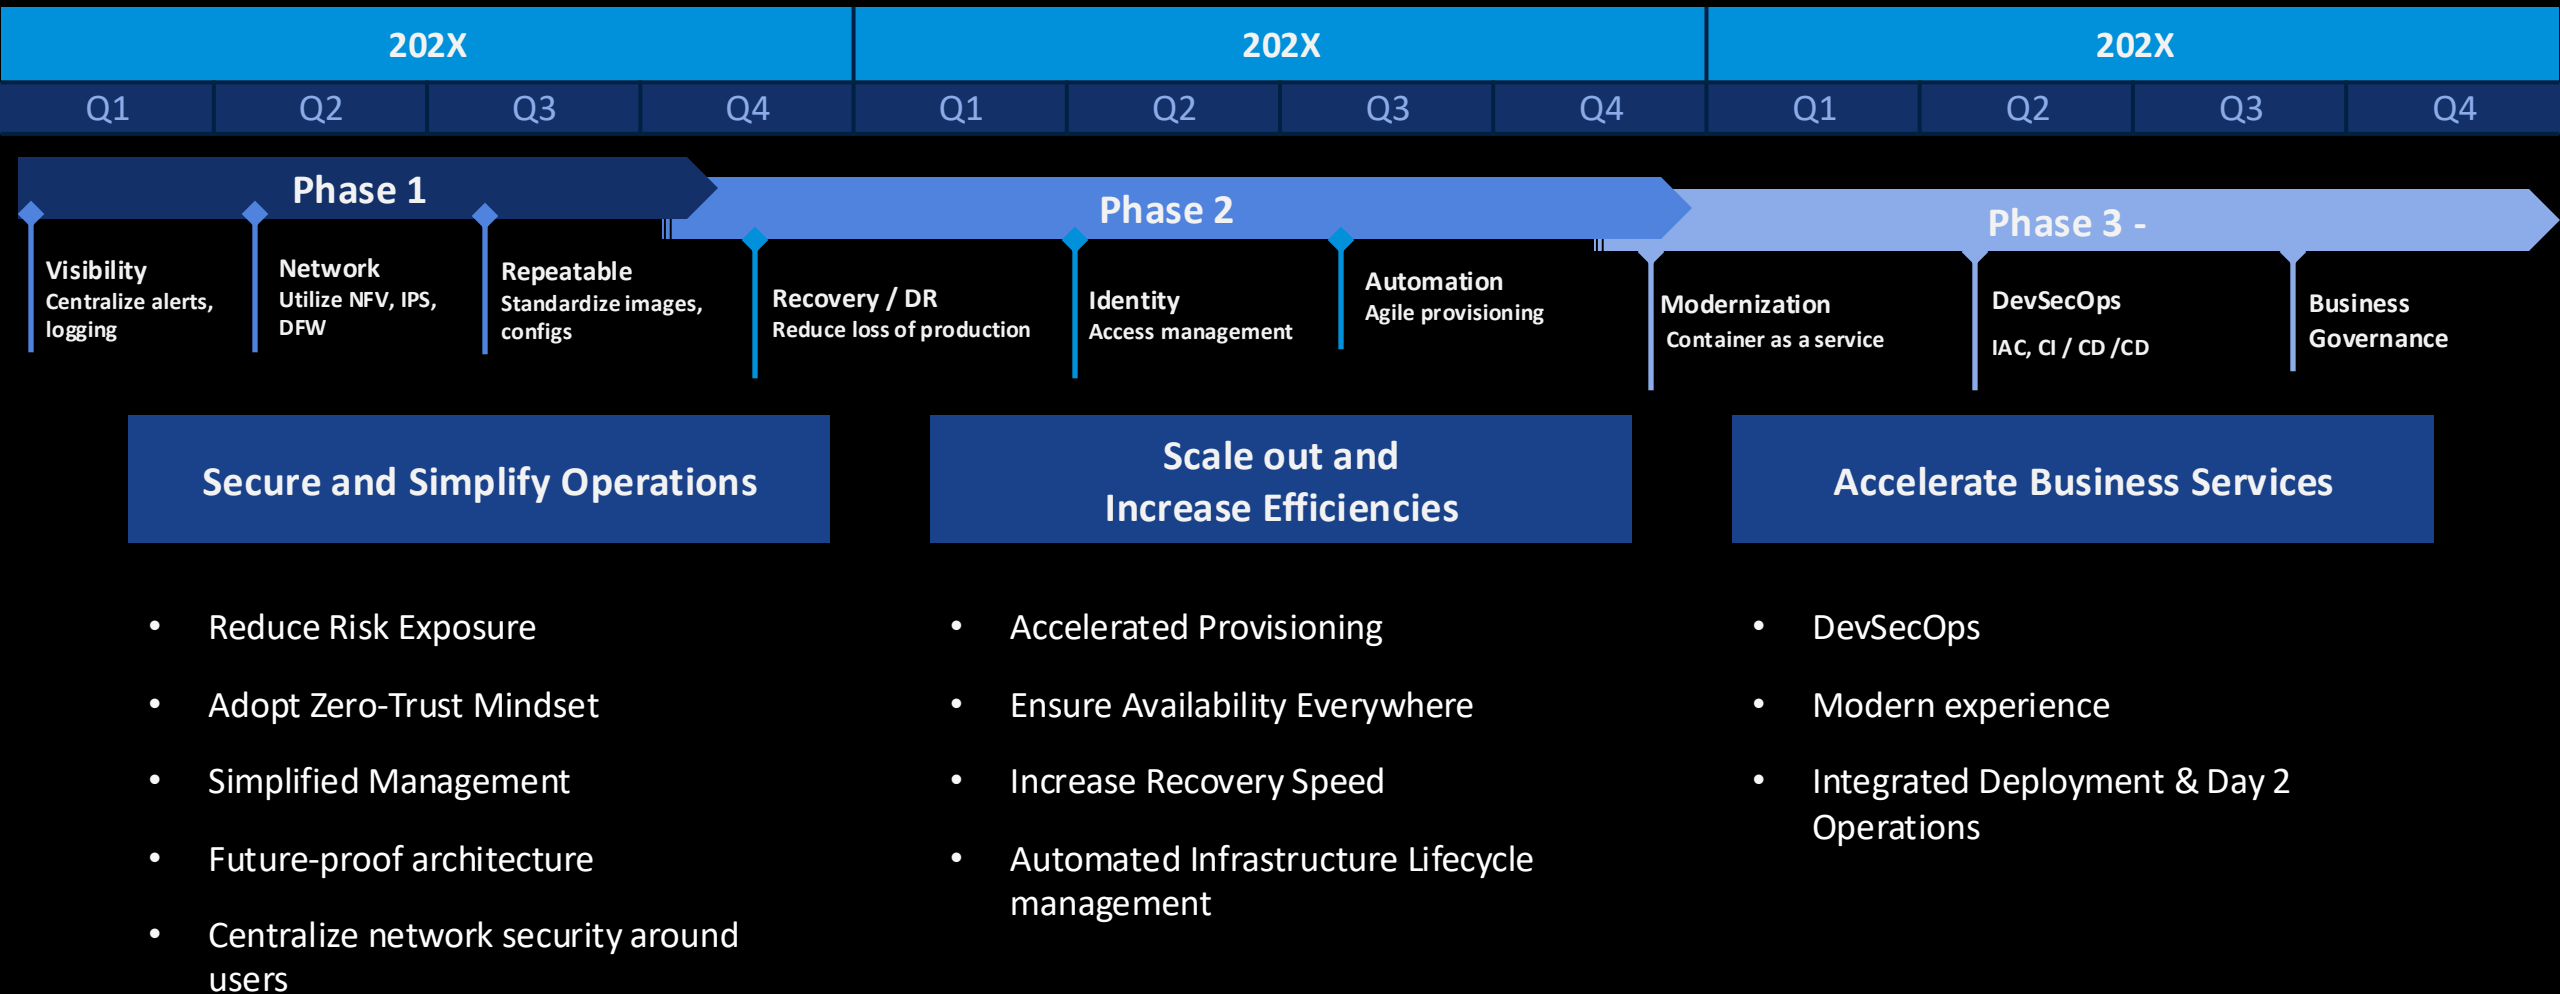 202X 202X 202X
Q1 Q2 Q3 Q4 Q1 Q2 Q3 Q4 Q1 Q2 Q3 Q4
Phase 1
Phase 2
Phase 3 -
Visibility
Centralize alerts,
logging
Network
Utilize NFV, IPS,
DFW
Repeatable
Standardize images,
configs
Recovery / DR
Reduce loss of production
Identity
Access management
Automation
Agile provisioning
Modernization
Container as a service
DevSecOps
IAC, CI / CD /CD
Business
Governance
Secure and Simplify Operations
• Reduce Risk Exposure
• Adopt Zero-Trust Mindset
• Simplified Management
• Future-proof architecture
• Centralize network security around
users
Scale out and
Increase Efficiencies
• Accelerated Provisioning
• Ensure Availability Everywhere
• Increase Recovery Speed
• Automated Infrastructure Lifecycle
management
Accelerate Business Services
• DevSecOps
• Modern experience
• Integrated Deployment & Day 2
Operations